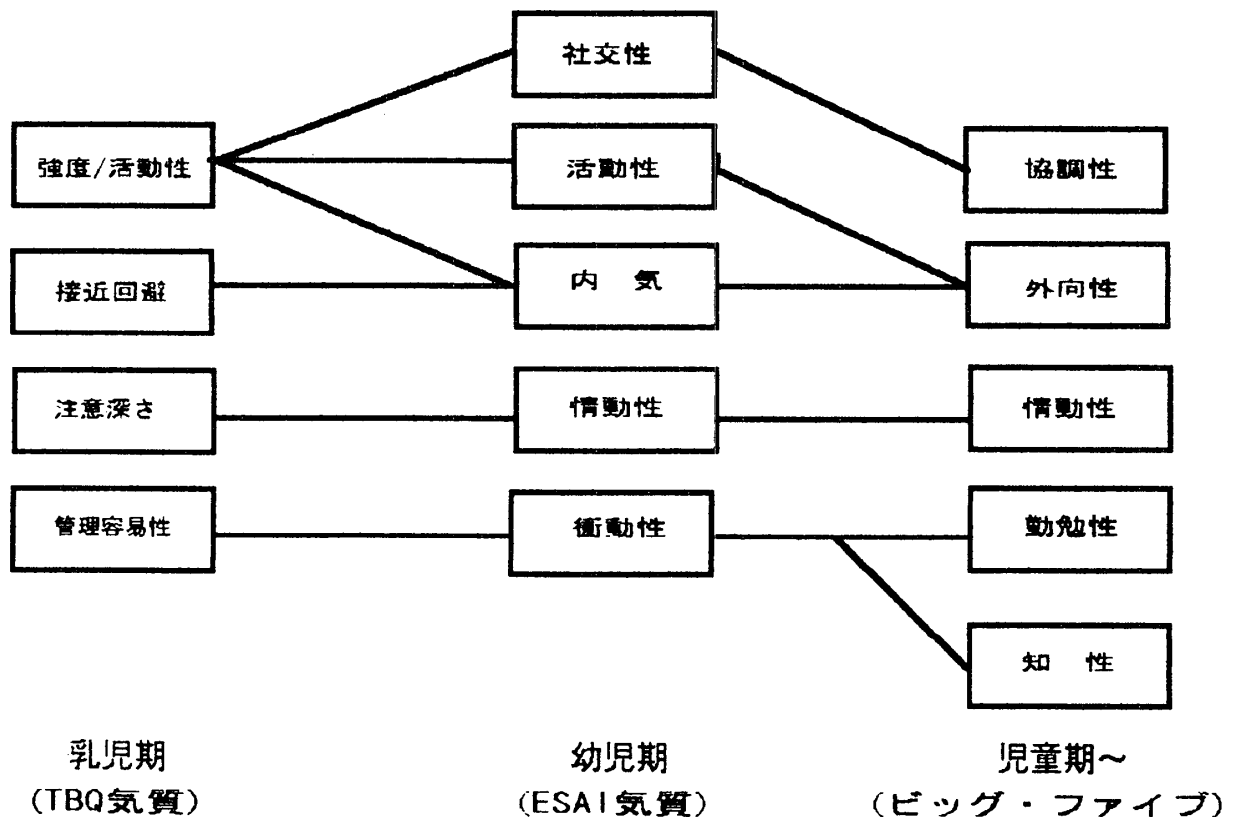 社交性
強度/活動性
活動性
協調性
接近回避
内 気
外向性
注意深さ
情動性
情動性
管理容易性
衝動性
勤勉性
知 性
乳児期
(TBQ気質)
幼児期
(ESAI気質)
児童期～
(ビッグ・ファイブ)